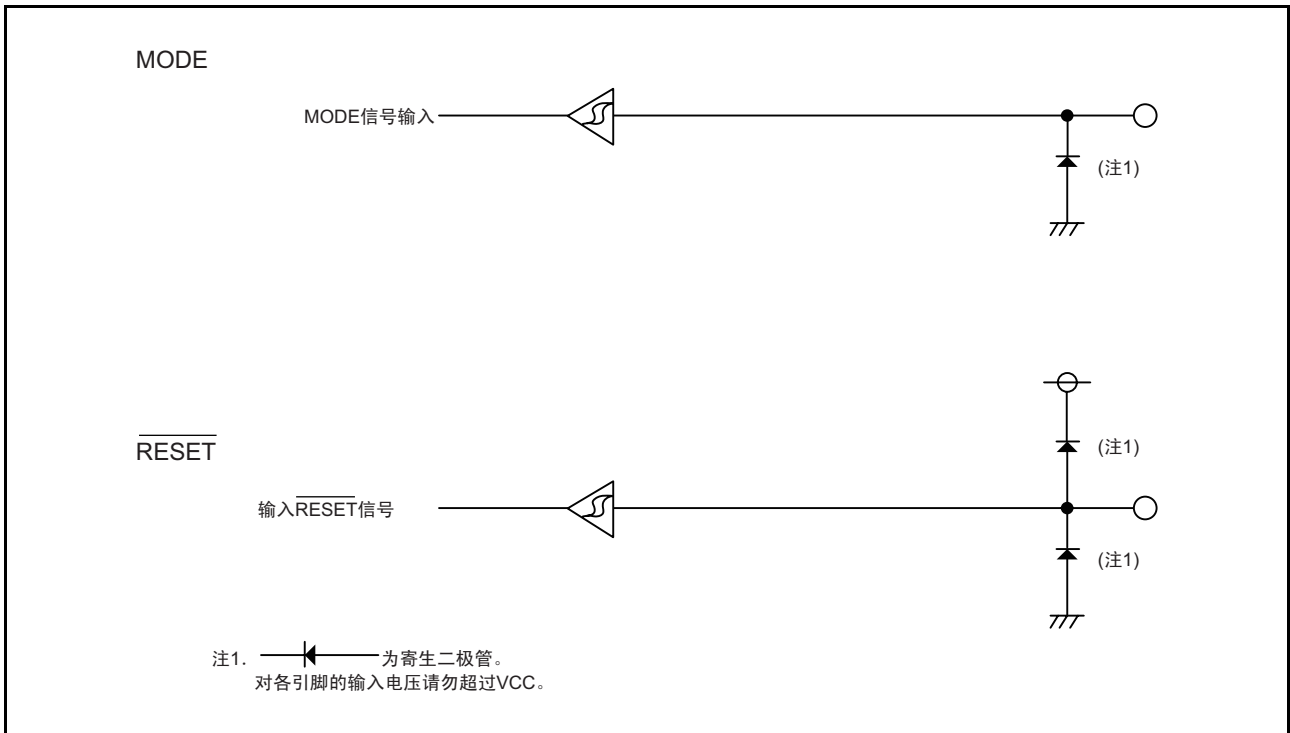 MODE
MODE信号输入
(注1)
RESET
(注1)
输入RESET信号
(注1)
注1. 为寄生二极管。
对各引脚的输入电压请勿超过VCC。